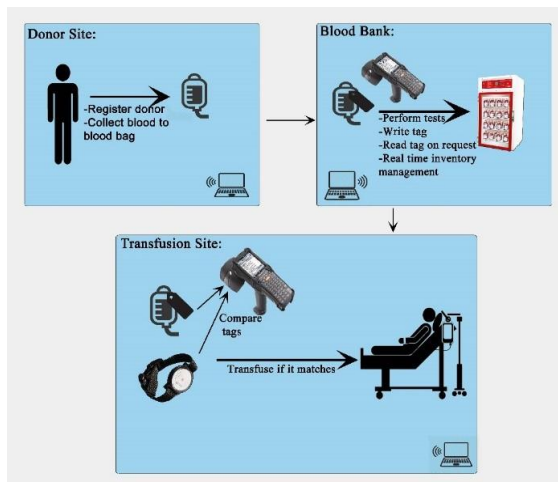 Donor Site:
-Register donor
-Collect blood to
blood bag
Blood Bank:
-Perform tests
-Write tag
-Read tag on request
-Real time inventory
management
Transfusion Site:
Compare
tags
Transfuse if it matches